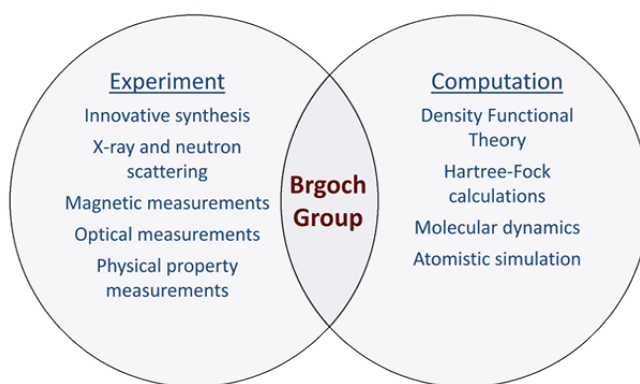 Experiment
Innovative synthesis
X-ray and neutron
scattering
Magnetic measurements
Optical measurements
Physical property
measurements
Brgoch
Group
Computation
Density Functional
Theory
Hartree-Fock
calculations
Molecular dynamics
Atomistic simulation